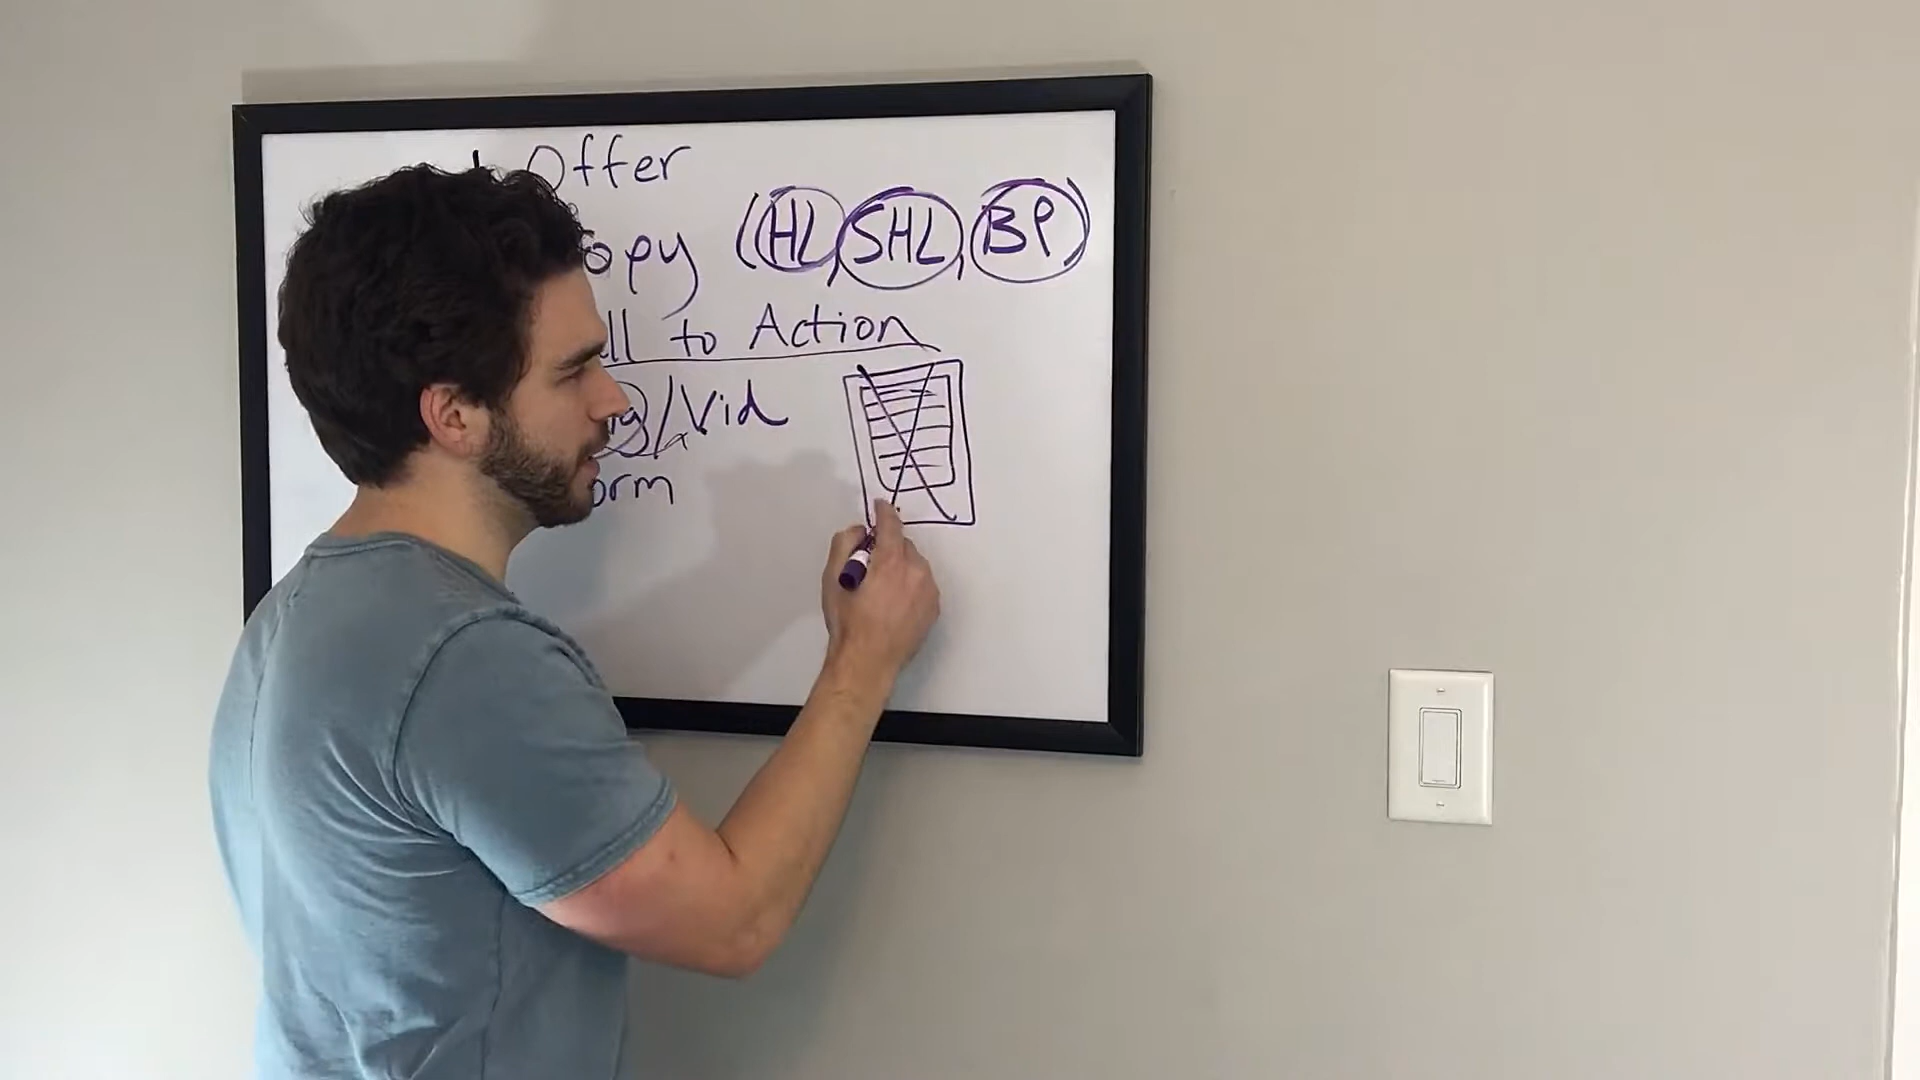 Offer
opy (HL, SHL, BP)
ll to Action
g/Vid
orm